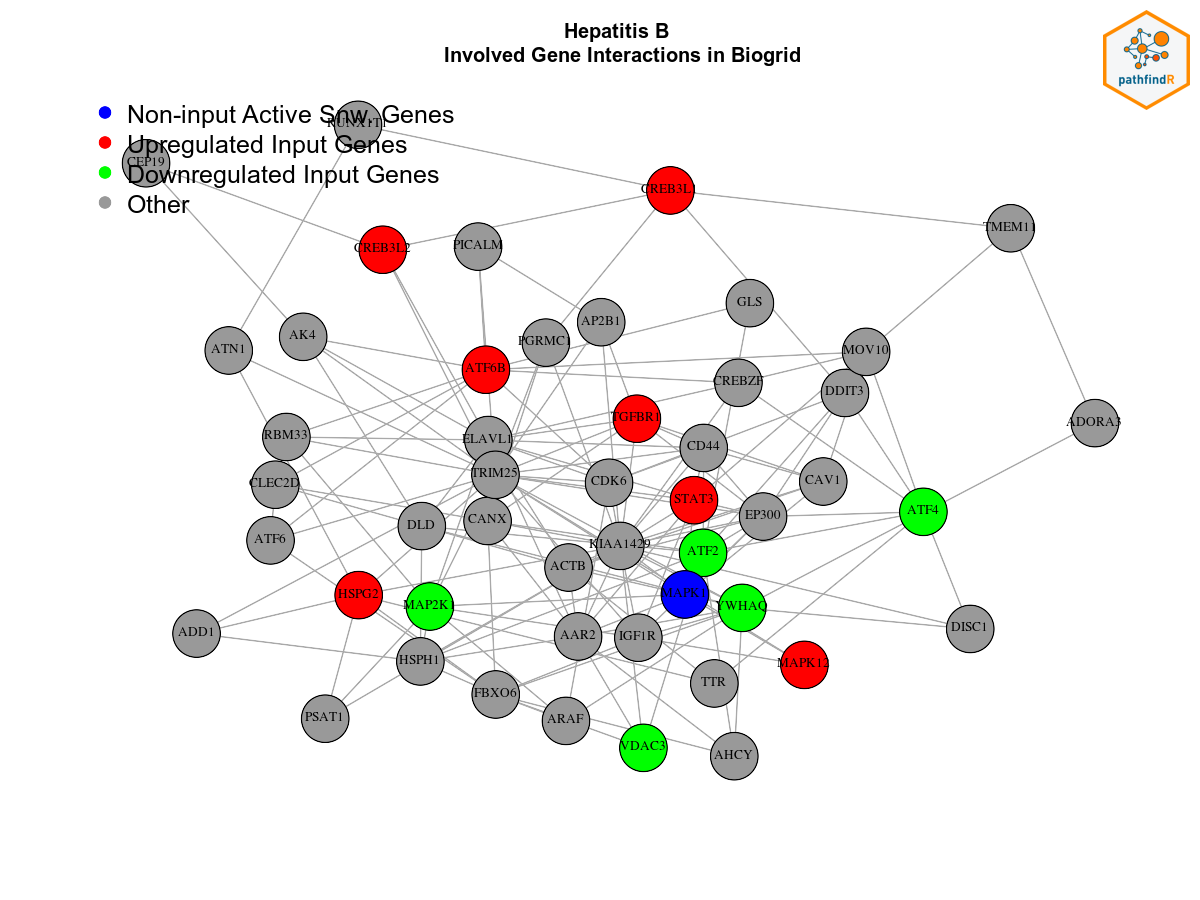 Hepatitis B
Involved Gene Interactions in Biogrid
pathfindR
Non-input Active Snw. Genes
Upregulated Input Genes
Downregulated Input Genes
Other
RUNX1T1
CEP19
CREB3L1
TMEM11
CREB3L2
PICALM
GLS
AP2B1
AK4
PGRMC1
ATN1
MOV10
ATF6B
CREBZF
DDIT3
TGFBR1
ADORA3
RBM33
ELAVL1
CD44
TRIM25
CLEC2D
CDK6
CAV1
STAT3
ATF4
EP300
CANX
DLD
ATF6
KIAA1429
ATF2
ACTB
HSPG2
MAPK1
MAP2K1
YWHAQ
DISC1
ADD1
AAR2
IGF1R
HSPH1
MAPK12
TTR
FBXO6
PSAT1
ARAF
VDAC3
AHCY